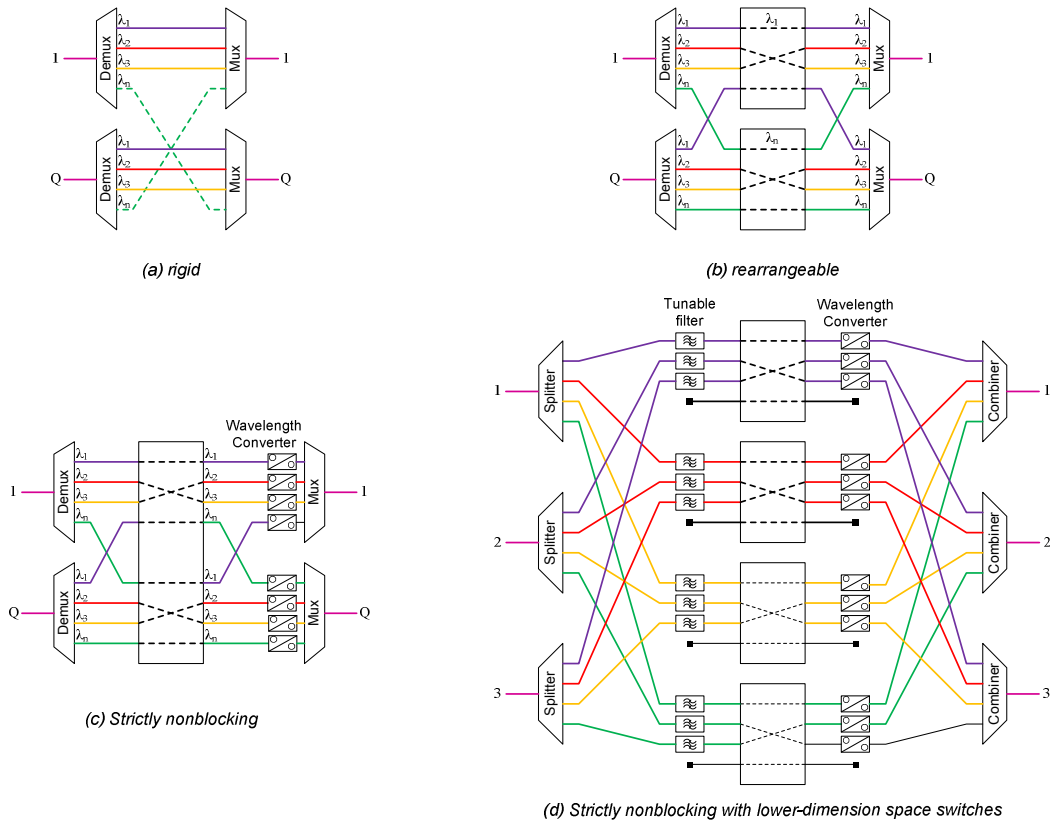 λ1
λ2
λ3
λn
1
Demux
Mux
1
λ1
λ2
λ3
λn
Q
Demux
Mux
Q
(a) rigid
λ1
λ2
λ3
λn
1
Demux
λ1
λ1
λ2
λ3
λn
Mux
1
λ1
λ2
λ3
λn
Q
Demux
λn
λ1
λ2
λ3
λn
Mux
Q
(b) rearrangeable
Wavelength
Converter
λ1
λ2
λ3
λn
1
Demux
λ1
λ2
λ3
λn
Mux
1
λ1
λ2
λ3
λn
Q
Demux
λ1
λ2
λ3
λn
Mux
Q
(c) Strictly nonblocking
Tunable
filter
Wavelength
Converter
1
Splitter
Combiner
1
2
Splitter
Combiner
2
3
Splitter
Combiner
3
(d) Strictly nonblocking with lower-dimension space switches